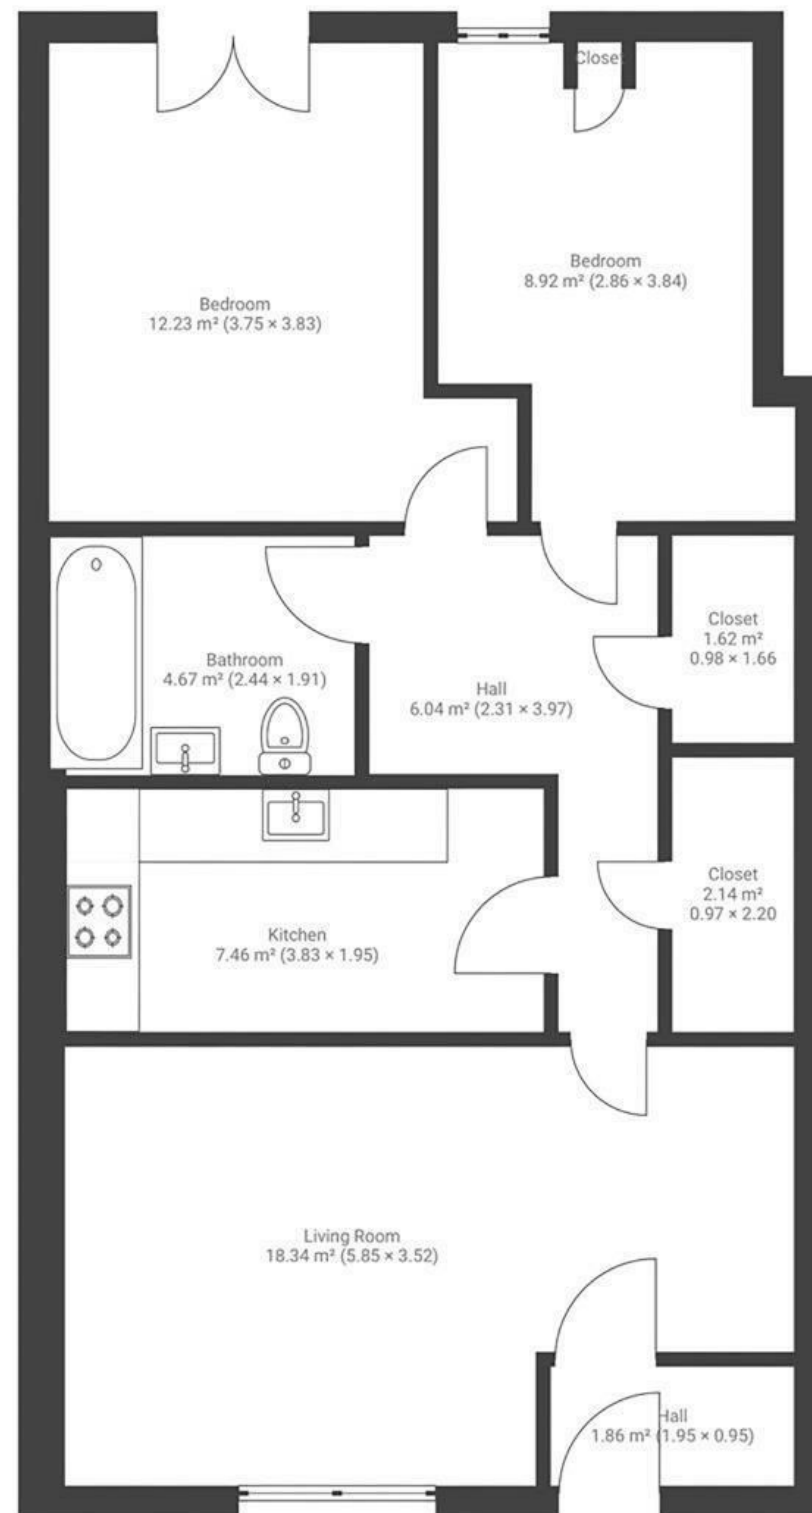 Closet
Bedroom
8.92 m² (2.86 × 3.84)
Bedroom
12.23 m² (3.75 × 3.83)
Closet
1.62 m²
0.98 × 1.66
Bathroom
4.67 m² (2.44 × 1.91)
Hall
6.04 m² (2.31 × 3.97)
Closet
2.14 m²
0.97 × 2.20
Kitchen
7.46 m² (3.83 × 1.95)
Living Room
18.34 m² (5.85 × 3.52)
Hall
1.86 m² (1.95 × 0.95)